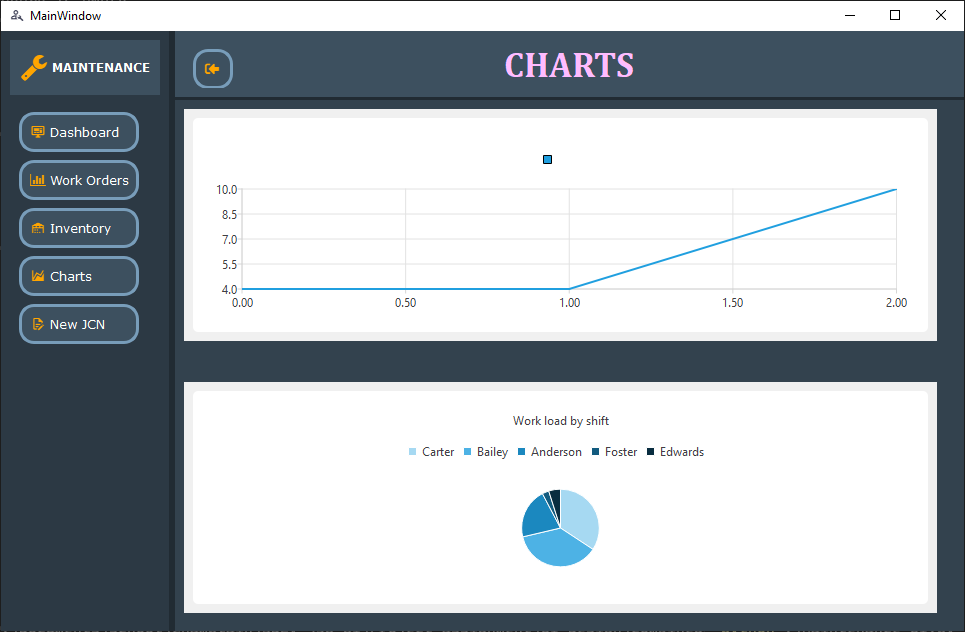 MainWindow
MAINTENANCE
Dashboard
Work Orders
Inventory
Charts
New JCN
CHARTS
10.0
8.5
7.0
5.5
4.0
0.00 0.50 1.00 1.50 2.00
Work load by shift
Carter Bailey Anderson Foster Edwards